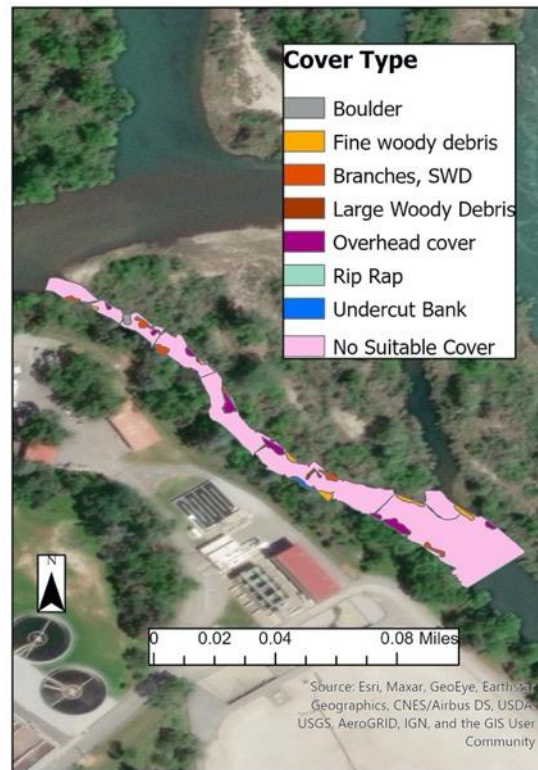 Cover Type
Boulder
Fine woody debris
Branches, SWD
Large Woody Debris
Overhead cover
Rip Rap
Undercut Bank
No Suitable Cover
N
0 0.02 0.04 0.08 Miles
Source: Esri, Maxar, GeoEye, Earthstar
Geographics, CNES/Airbus DS, USDA,
USGS, AeroGRID, IGN, and the GIS User
Community